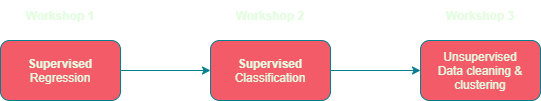 Workshop 1
Workshop 2
Workshop 3
Supervised
Regression
Supervised
Classification
Unsupervised
Data cleaning &
clustering